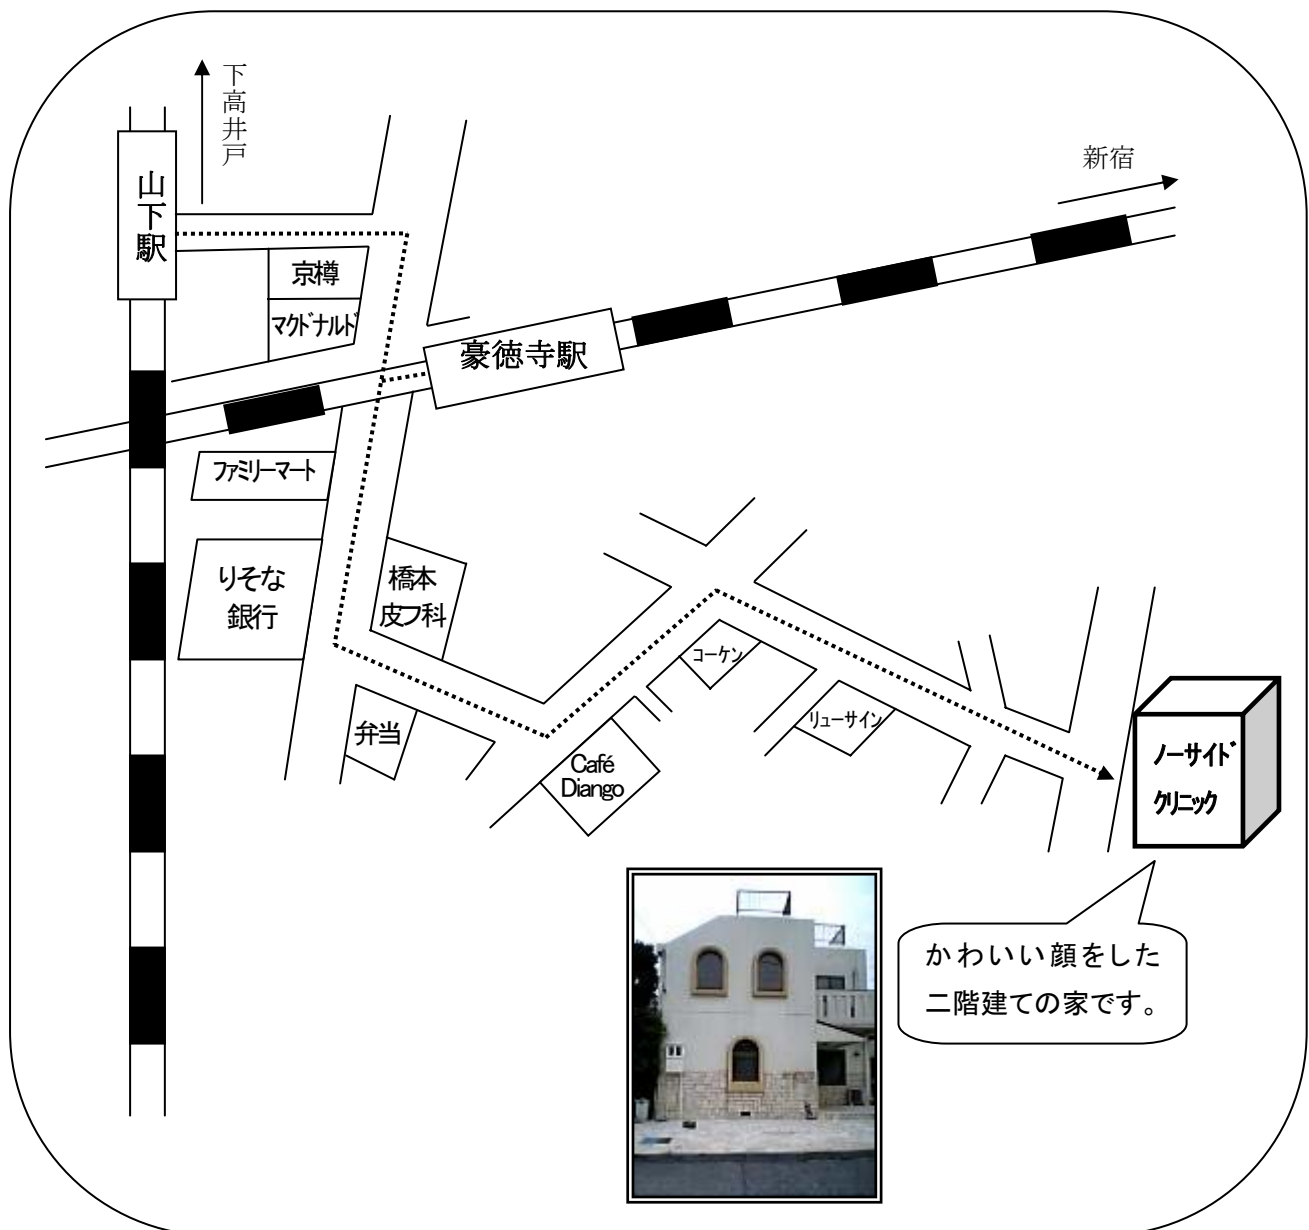 下高井戸
山下駅
新宿
京樽
マクドナルド
豪徳寺駅
ファミリーマート
りそな
銀行
橋本
皮フ科
コーケン
リューサイン
弁当
Café
Diango
ノーサイド
クリニック
かわいい顔をした
二階建ての家です。